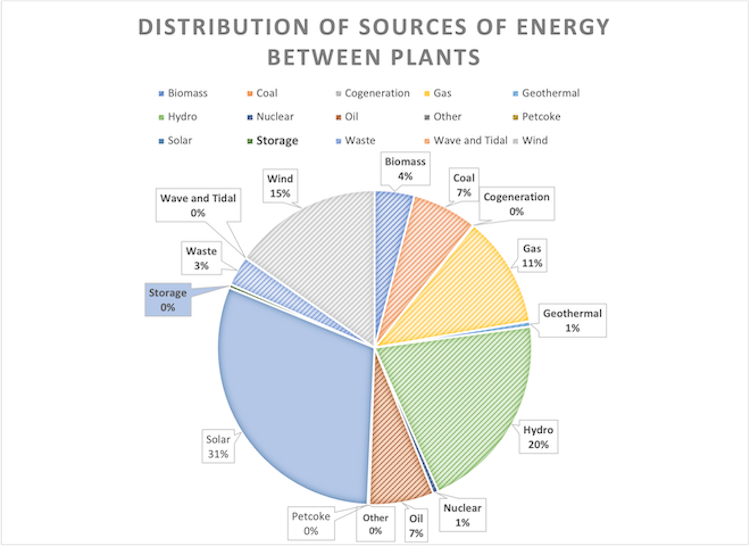 DISTRIBUTION OF SOURCES OF ENERGY
BETWEEN PLANTS
Biomass Coal Cogeneration Gas Geothermal
Hydro Nuclear Oil Other Petcoke
Solar Storage Waste Wave and Tidal Wind
Biomass
4%
Coal
7%
Cogeneration
0%
Gas
11%
Geothermal
1%
Hydro
20%
Nuclear
1%
Oil
7%
Other
0%
Petcoke
0%
Solar
31%
Storage
0%
Waste
3%
Wave and Tidal
0%
Wind
15%